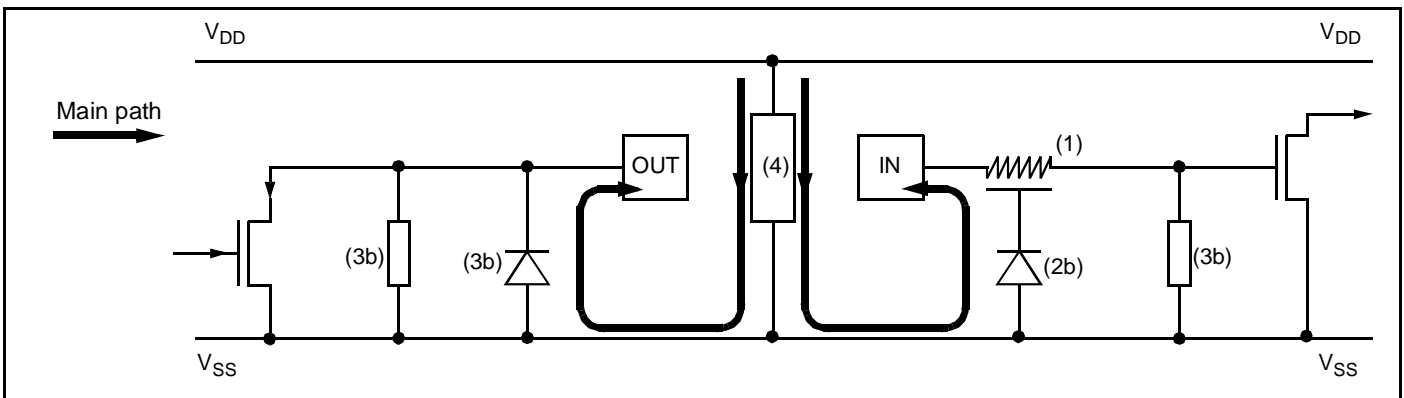 VDD
VDD
Main path
(1)
OUT
(4)
IN
(3b)
(3b)
(2b)
(3b)
VSS
VSS